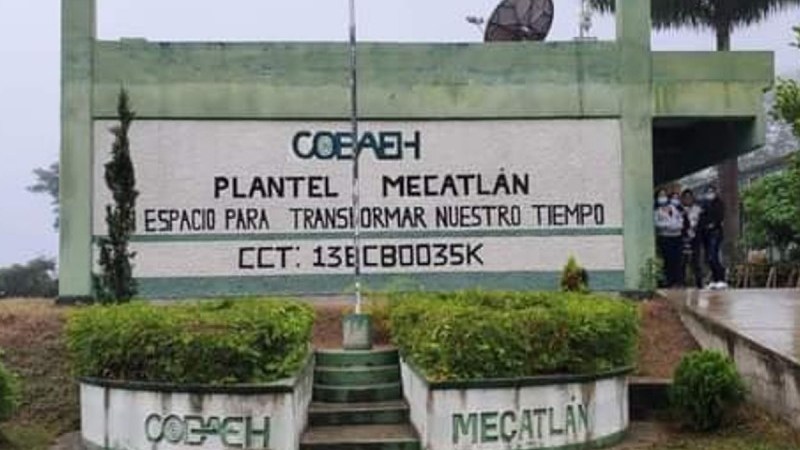 COBAEH
PLANTEL MECATLÁN
ESPACIO PARA TRANSFORMAR NUESTRO TIEMPO
CCT: 13ECB0035K
COBAEH
MECATLÁN